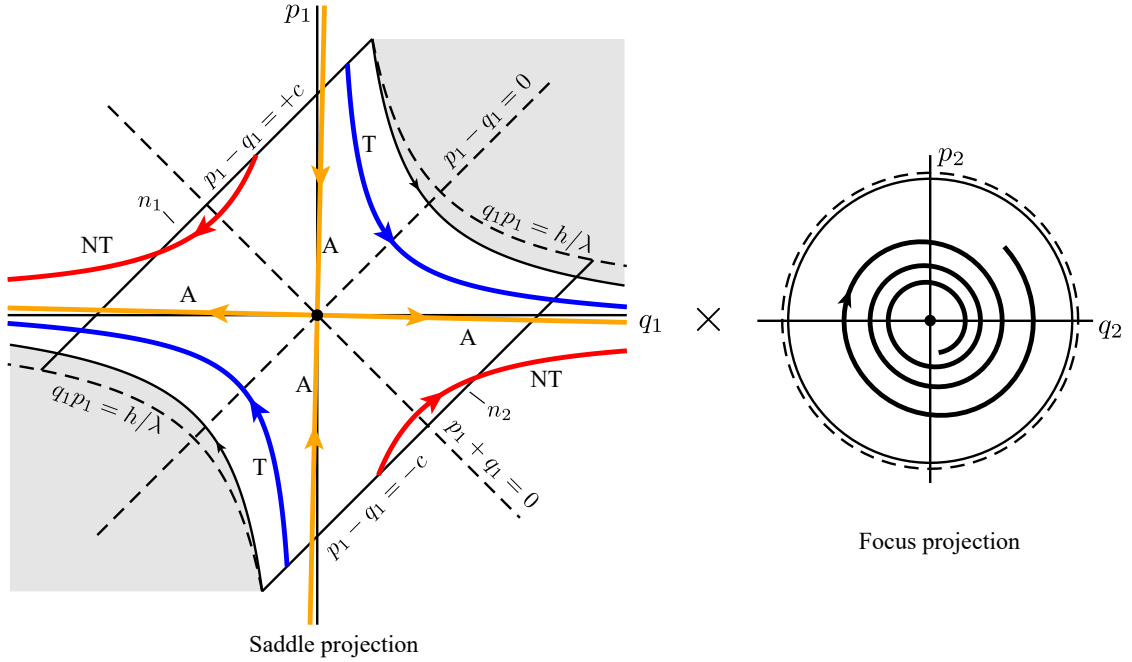 p₁
p₁ − q₁ = +c
p₁ − q₁ = 0
T
n₁
q₁p₁ = h/λ
NT
A
A
q₁
A
A
NT
q₁p₁ = h/λ
n₂
p₁ + q₁ = 0
T
p₁ − q₁ = −c
Saddle projection
×
p₂
q₂
Focus projection